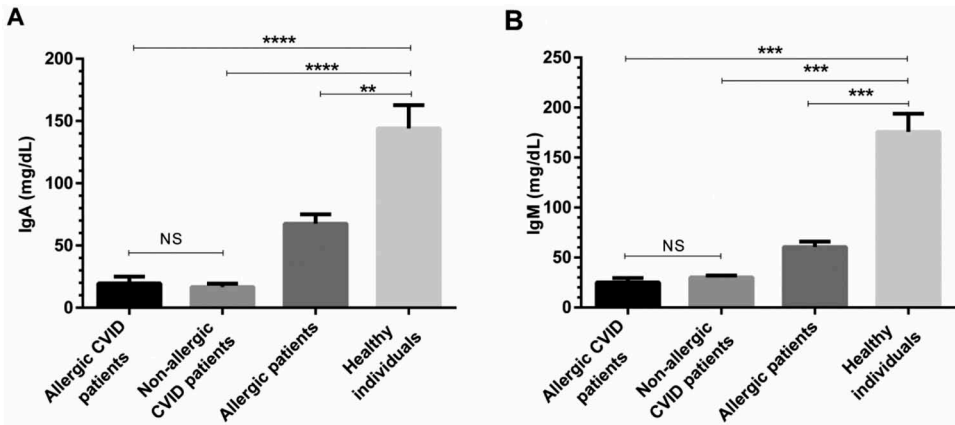 A
****
****
**
200
150
100
50
0
IgA (mg/dL)
NS
Allergic CVID
patients
Non-allergic
CVID patients
Allergic patients
Healthy
individuals
B
***
***
***
250
200
150
100
50
0
IgM (mg/dL)
NS
Allergic CVID
patients
Non-allergic
CVID patients
Allergic patients
Healthy
individuals